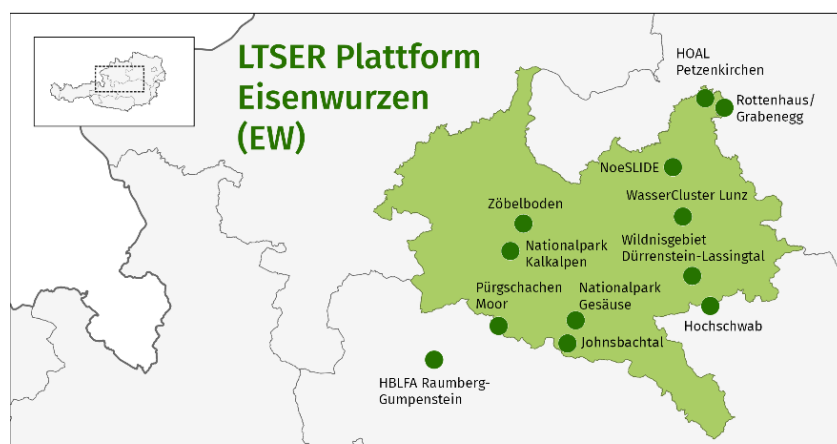 LTSER Plattform
Eisenwurzen
(EW)
HOAL
Petzenkirchen
Rottenhaus/
Grabenegg
NoeSLIDE
WasserCluster Lunz
Zöbelboden
Wildnisgebiet
Dürrenstein-Lassingtal
Nationalpark
Kalkalpen
Pürgschachen
Moor
Nationalpark
Gesäuse
Hochschwab
Johnsbachtal
HBLFA Raumberg-
Gumpenstein